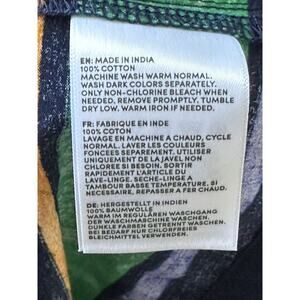 EN: MADE IN INDIA
100% COTTON
MACHINE WASH WARM NORMAL.
WASH DARK COLORS SEPARATELY.
ONLY NON-CHLORINE BLEACH WHEN
NEEDED. REMOVE PROMPTLY. TUMBLE
DRY LOW. WARM IRON IF NEEDED.
FR: FABRIQUE EN INDE
100% COTON
LAVAGE EN MACHINE A CHAUD, CYCLE
NORMAL. LAVER LES COULEURS
FONCEES SEPAREMENT. UTILISER
UNIQUEMENT DE LA JAVEL NON
CHLOREE SI BESOIN. SORTIR
RAPIDEMENT L'ARTICLE DU
LAVE-LINGE. SECHE-LINGE A
TAMBOUR BASSE TEMPERATURE. SI
NECESSAIRE, REPASSER A FER CHAUD.
DE: HERGESTELLT IN INDIEN
100% BAUMWOLLE
WARM IM REGULÄREN WASCHGANG
DER WASCHMASCHINE WASCHEN.
DUNKLE FARBEN GETRENNT WASCHEN.
BEI BEDARF NUR CHLORFREIES
BLEICHMITTEL VERWENDEN.